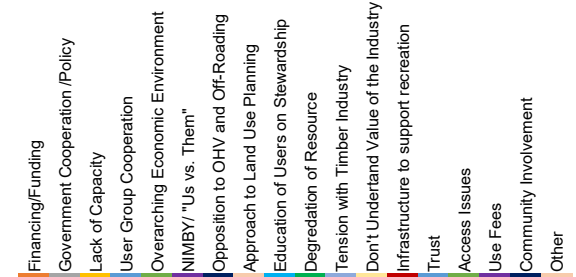 Financing/Funding
Government Cooperation /Policy
Lack of Capacity
User Group Cooperation
Overarching Economic Environment
NIMBY/ "Us vs. Them"
Opposition to OHV and Off-Roading
Approach to Land Use Planning
Education of Users on Stewardship
Degredation of Resource
Tension with Timber Industry
Don't Undertand Value of the Industry
Infrastructure to support recreation
Trust
Access Issues
Use Fees
Community Involvement
Other